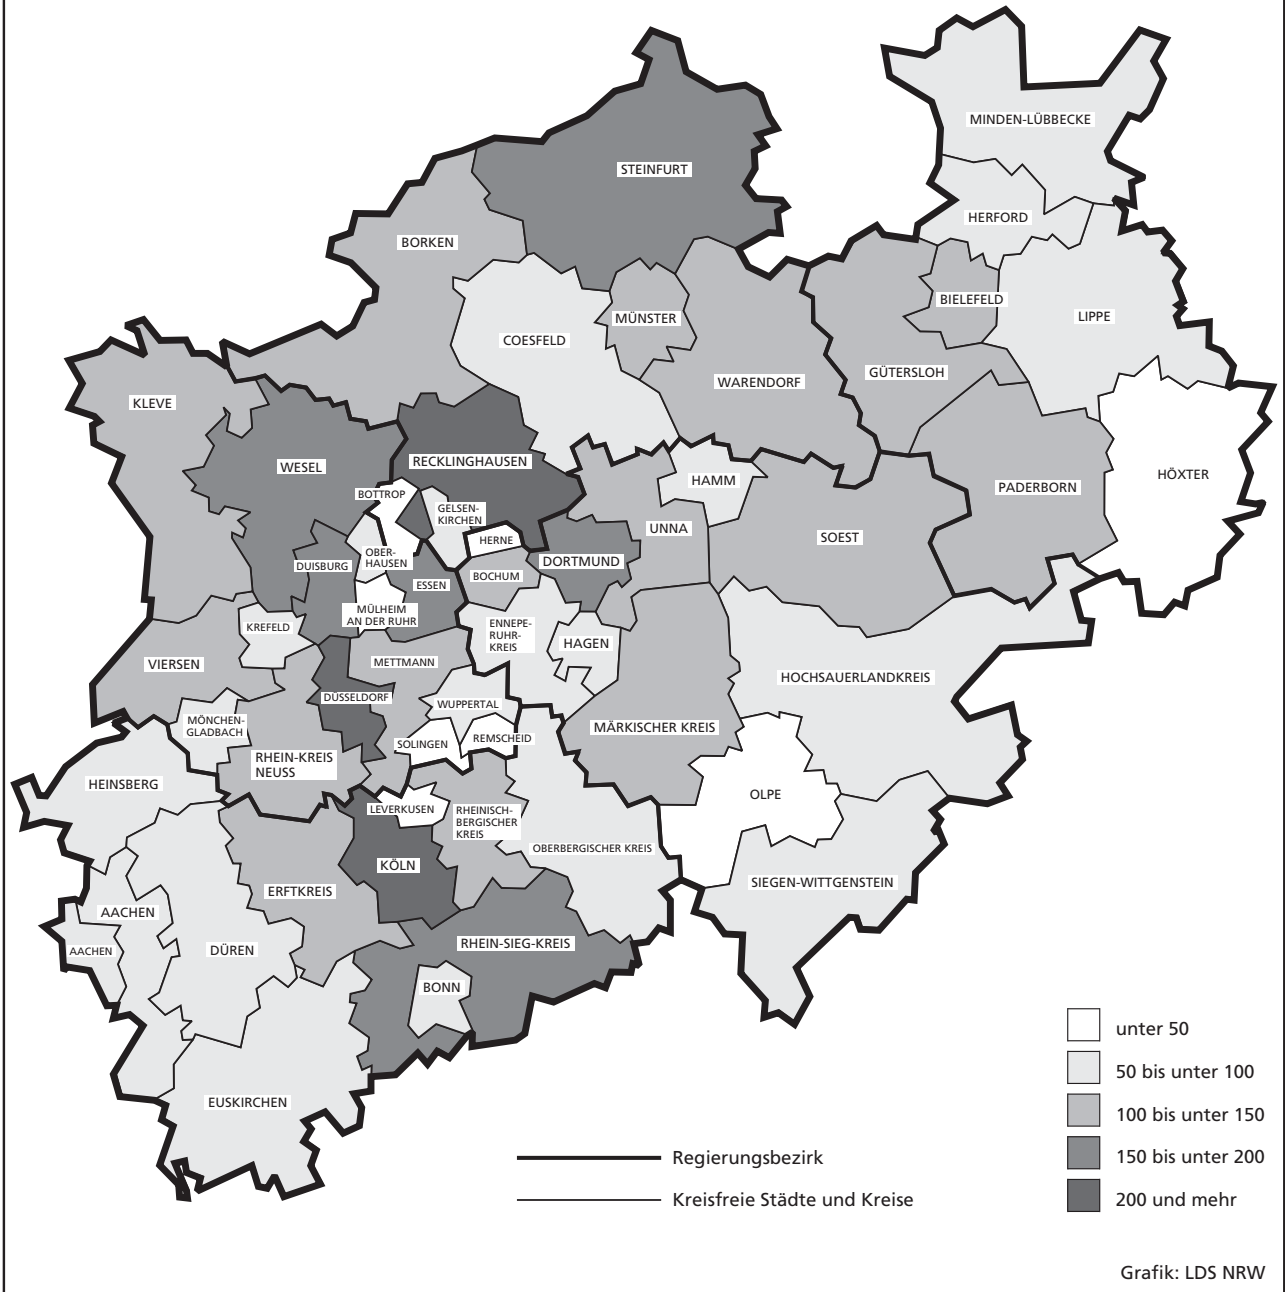 MINDEN-LÜBBECKE
STEINFURT
HERFORD
BORKEN
BIELEFELD
LIPPE
MÜNSTER
COESFELD
GÜTERSLOH
WARENDORF
KLEVE
RECKLINGHAUSEN
WESEL
HAMM
HÖXTER
PADERBORN
BOTTROP
GELSEN-
KIRCHEN
UNNA
SOEST
HERNE
OBER-
HAUSEN
DORTMUND
DUISBURG
BOCHUM
ESSEN
MÜLHEIM
AN DER RUHR
KREFELD
ENNEPE-
RUHR-
KREIS
HAGEN
VIERSEN
METTMANN
HOCHSAUERLANDKREIS
DÜSSELDORF
WUPPERTAL
MÖNCHEN-
GLADBACH
MÄRKISCHER KREIS
SOLINGEN
REMSCHEID
RHEIN-KREIS
NEUSS
HEINSBERG
OLPE
LEVERKUSEN
RHEINISCH-
BERGISCHER
KREIS
OBERBERGISCHER KREIS
KÖLN
SIEGEN-WITTGENSTEIN
ERFTKREIS
AACHEN
RHEIN-SIEG-KREIS
AACHEN
DÜREN
BONN
EUSKIRCHEN
unter 50
50 bis unter 100
100 bis unter 150
150 bis unter 200
200 und mehr
Regierungsbezirk
Kreisfreie Städte und Kreise
Grafik: LDS NRW